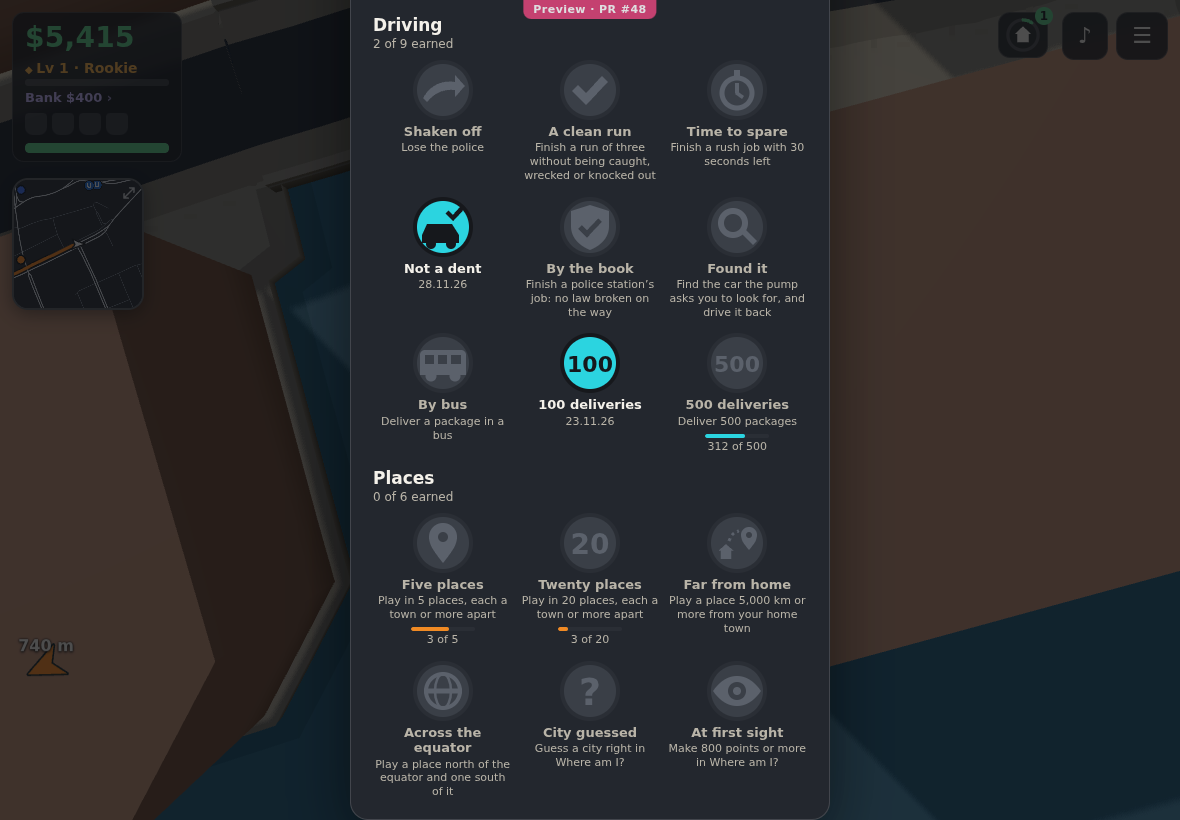 Preview · PR #48
$5,415
Lv 1 · Rookie
Bank $400 ›
1
Driving
2 of 9 earned
Shaken off
Lose the police
A clean run
Finish a run of three
without being caught,
wrecked or knocked out
Time to spare
Finish a rush job with 30
seconds left
Not a dent
28.11.26
By the book
Finish a police station’s
job: no law broken on
the way
Found it
Find the car the pump
asks you to look for, and
drive it back
By bus
Deliver a package in a
bus
100
100 deliveries
23.11.26
500
500 deliveries
Deliver 500 packages
312 of 500
Places
0 of 6 earned
Five places
Play in 5 places, each a
town or more apart
3 of 5
20
Twenty places
Play in 20 places, each a
town or more apart
3 of 20
Far from home
Play a place 5,000 km or
more from your home
town
Across the
equator
Play a place north of the
equator and one south
of it
?
City guessed
Guess a city right in
Where am I?
At first sight
Make 800 points or more
in Where am I?
740 m